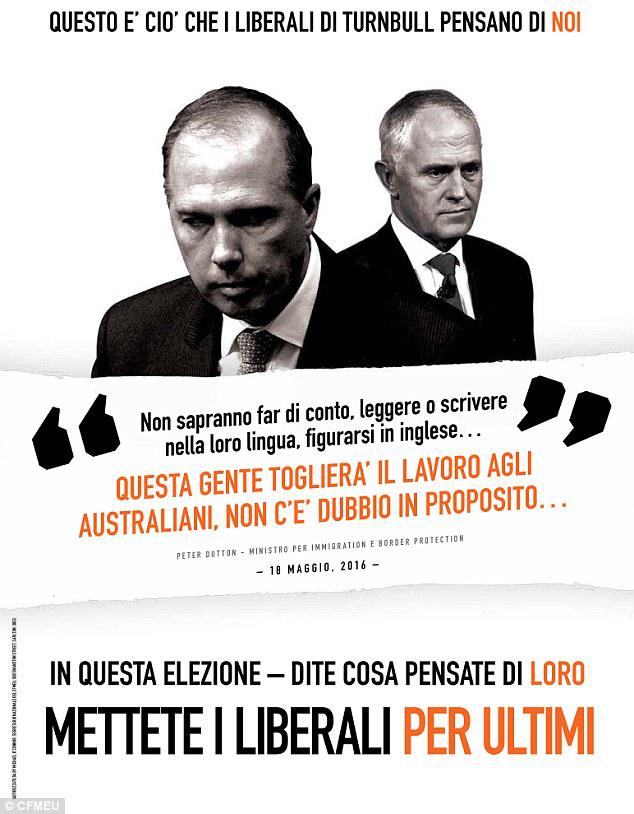 QUESTO E' CIO' CHE I LIBERALI DI TURNBULL PENSANO DI NOI
“ Non sapranno far di conto, leggere o scrivere ”
nella loro lingua, figurarsi in inglese...
QUESTA GENTE TOGLIERA' IL LAVORO AGLI
AUSTRALIANI, NON C'E' DUBBIO IN PROPOSITO...
PETER DUTTON – MINISTRO PER IMMIGRATION E BORDER PROTECTION
– 18 MAGGIO, 2016 –
IN QUESTA ELEZIONE – DITE COSA PENSATE DI LORO
METTETE I LIBERALI PER ULTIMI
© CFMEU